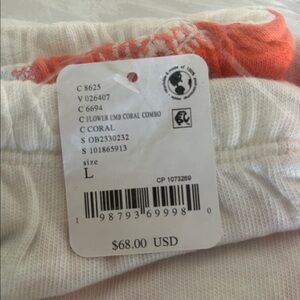 C 8625
V 026407
C 6694
C FLOWER EMB CORAL COMBO
C CORAL
S OB2330232
S 101865913
size
L
CP 1073269
1 98793 69998 0
$68.00 USD